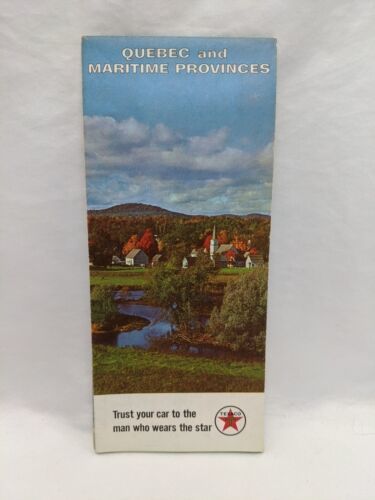 QUEBEC and
MARITIME PROVINCES
Trust your car to the
man who wears the star
TEXACO